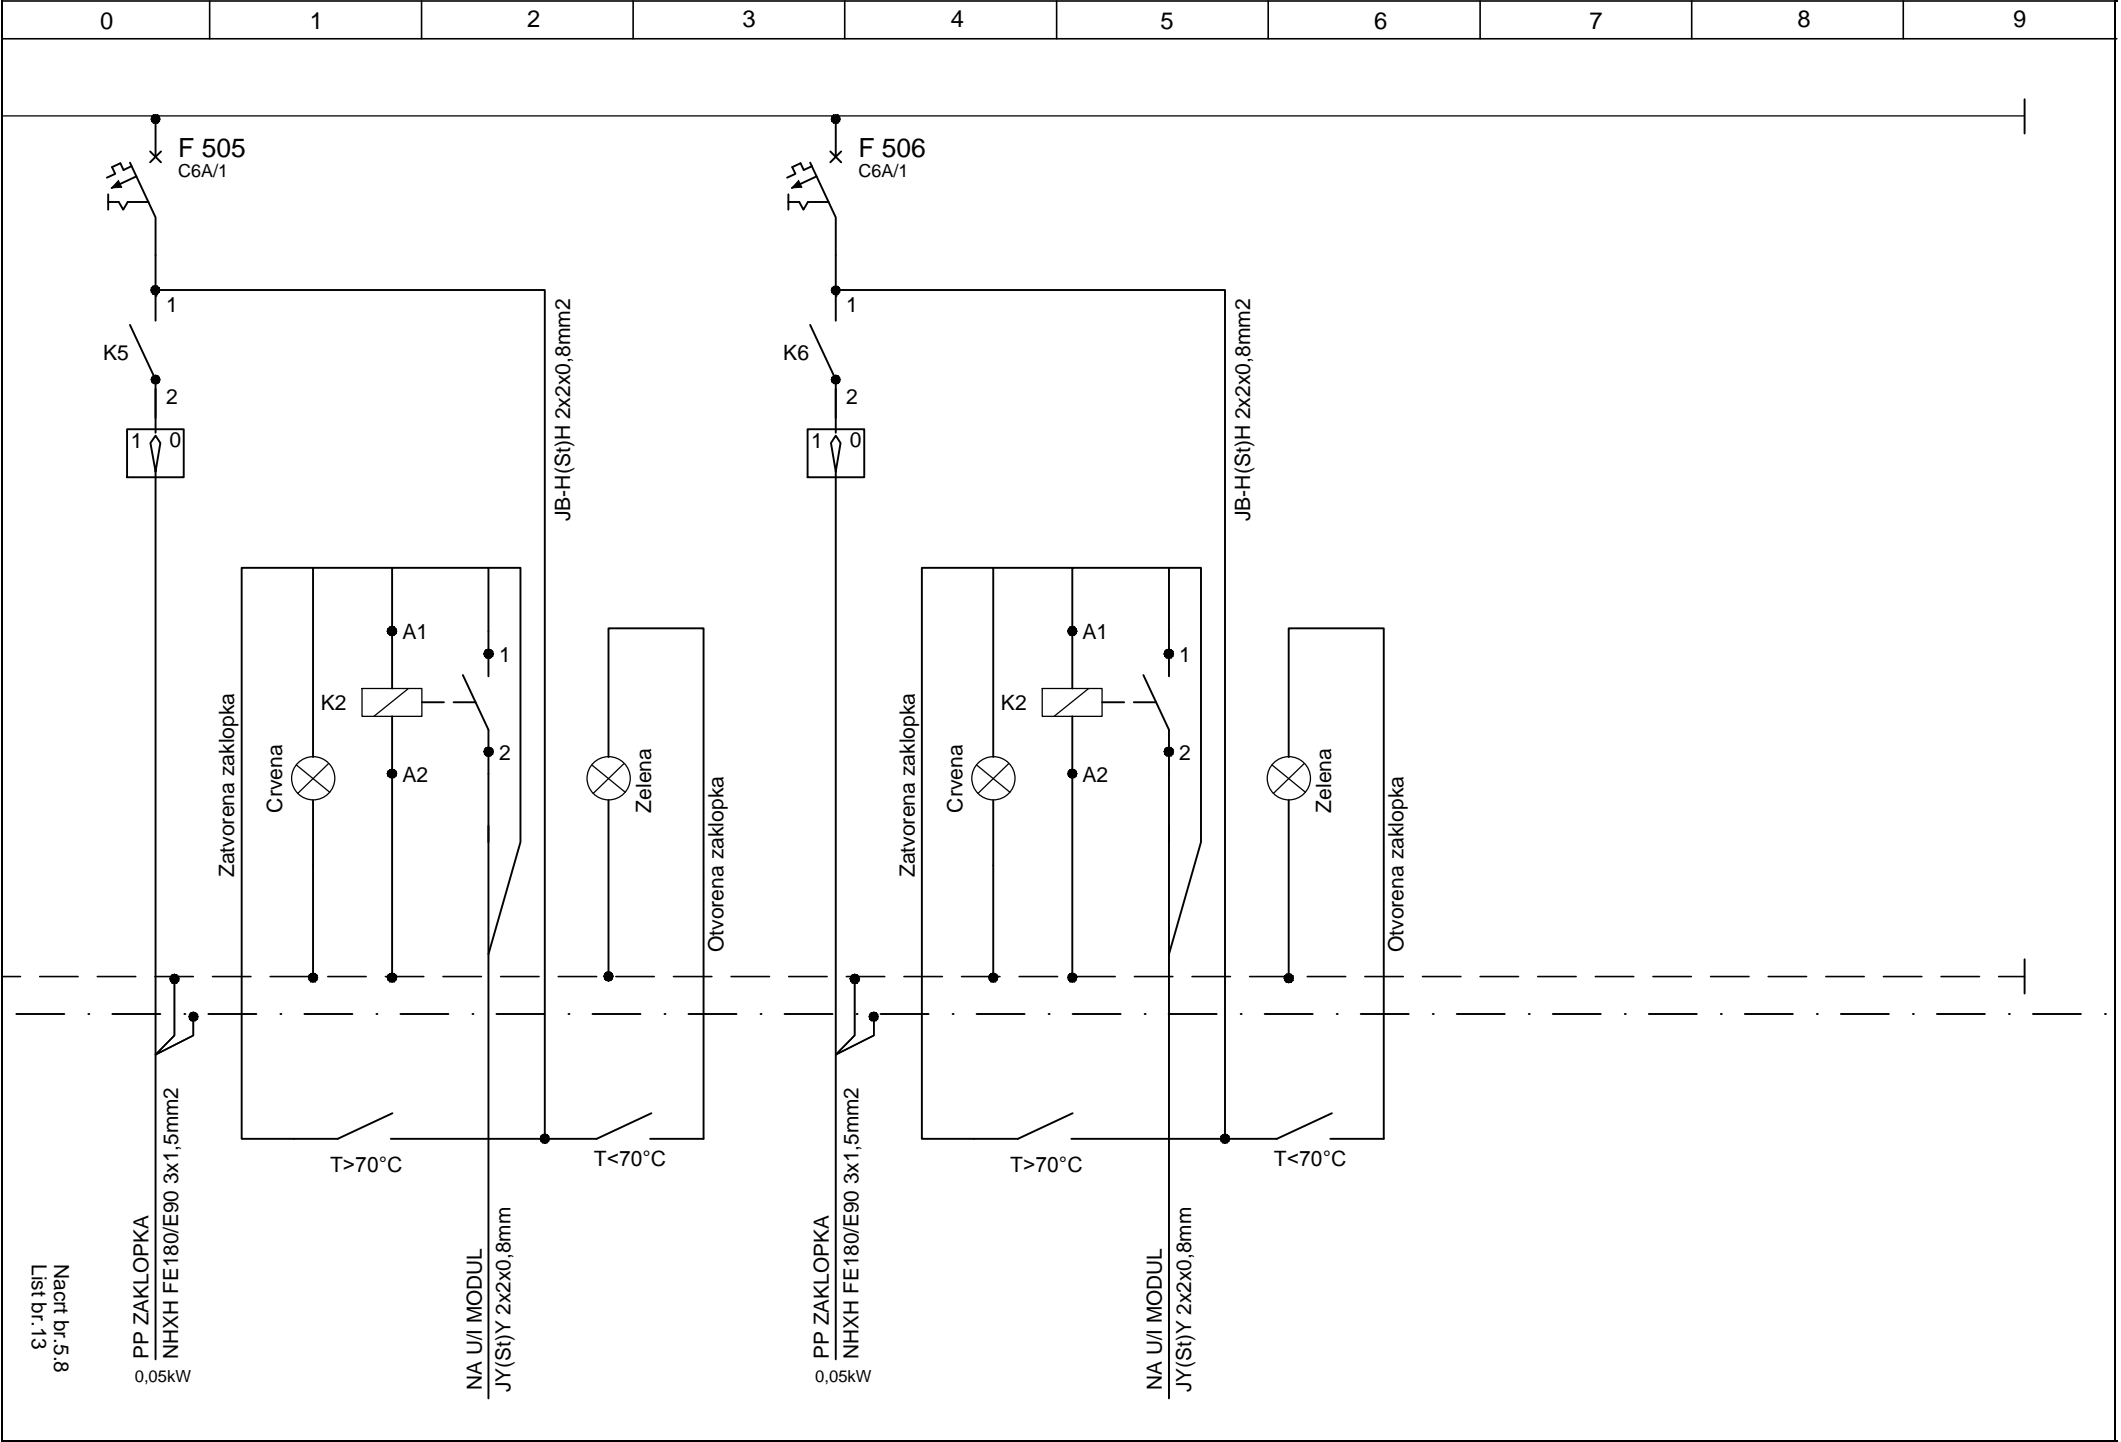 0 1 2 3 4 5 6 7 8 9
F 505
C6A/1
1
K5
2
1 0
JB-H(St)H 2x2x0,8mm2
Zatvorena zaklopka
Crvena
K2
A1
A2
1
2
Zelena
Otvorena zaklopka
T>70°C
T<70°C
PP ZAKLOPKA
NHXH FE180/E90 3x1,5mm2
0,05kW
NA U/I MODUL
JY(St)Y 2x2x0,8mm
F 506
C6A/1
1
K6
2
1 0
JB-H(St)H 2x2x0,8mm2
Zatvorena zaklopka
Crvena
K2
A1
A2
1
2
Zelena
Otvorena zaklopka
T>70°C
T<70°C
PP ZAKLOPKA
NHXH FE180/E90 3x1,5mm2
0,05kW
NA U/I MODUL
JY(St)Y 2x2x0,8mm
Nacrt br.5.8
List br.13